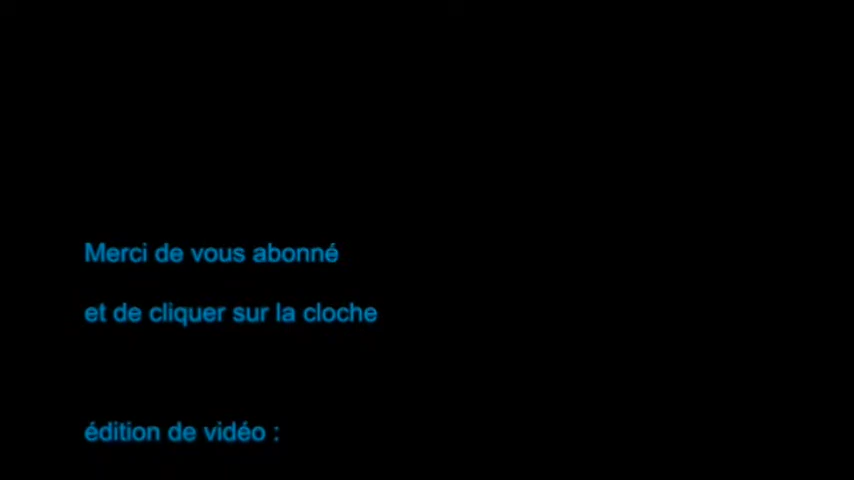 Merci de vous abonné
et de cliquer sur la cloche
édition de vidéo :